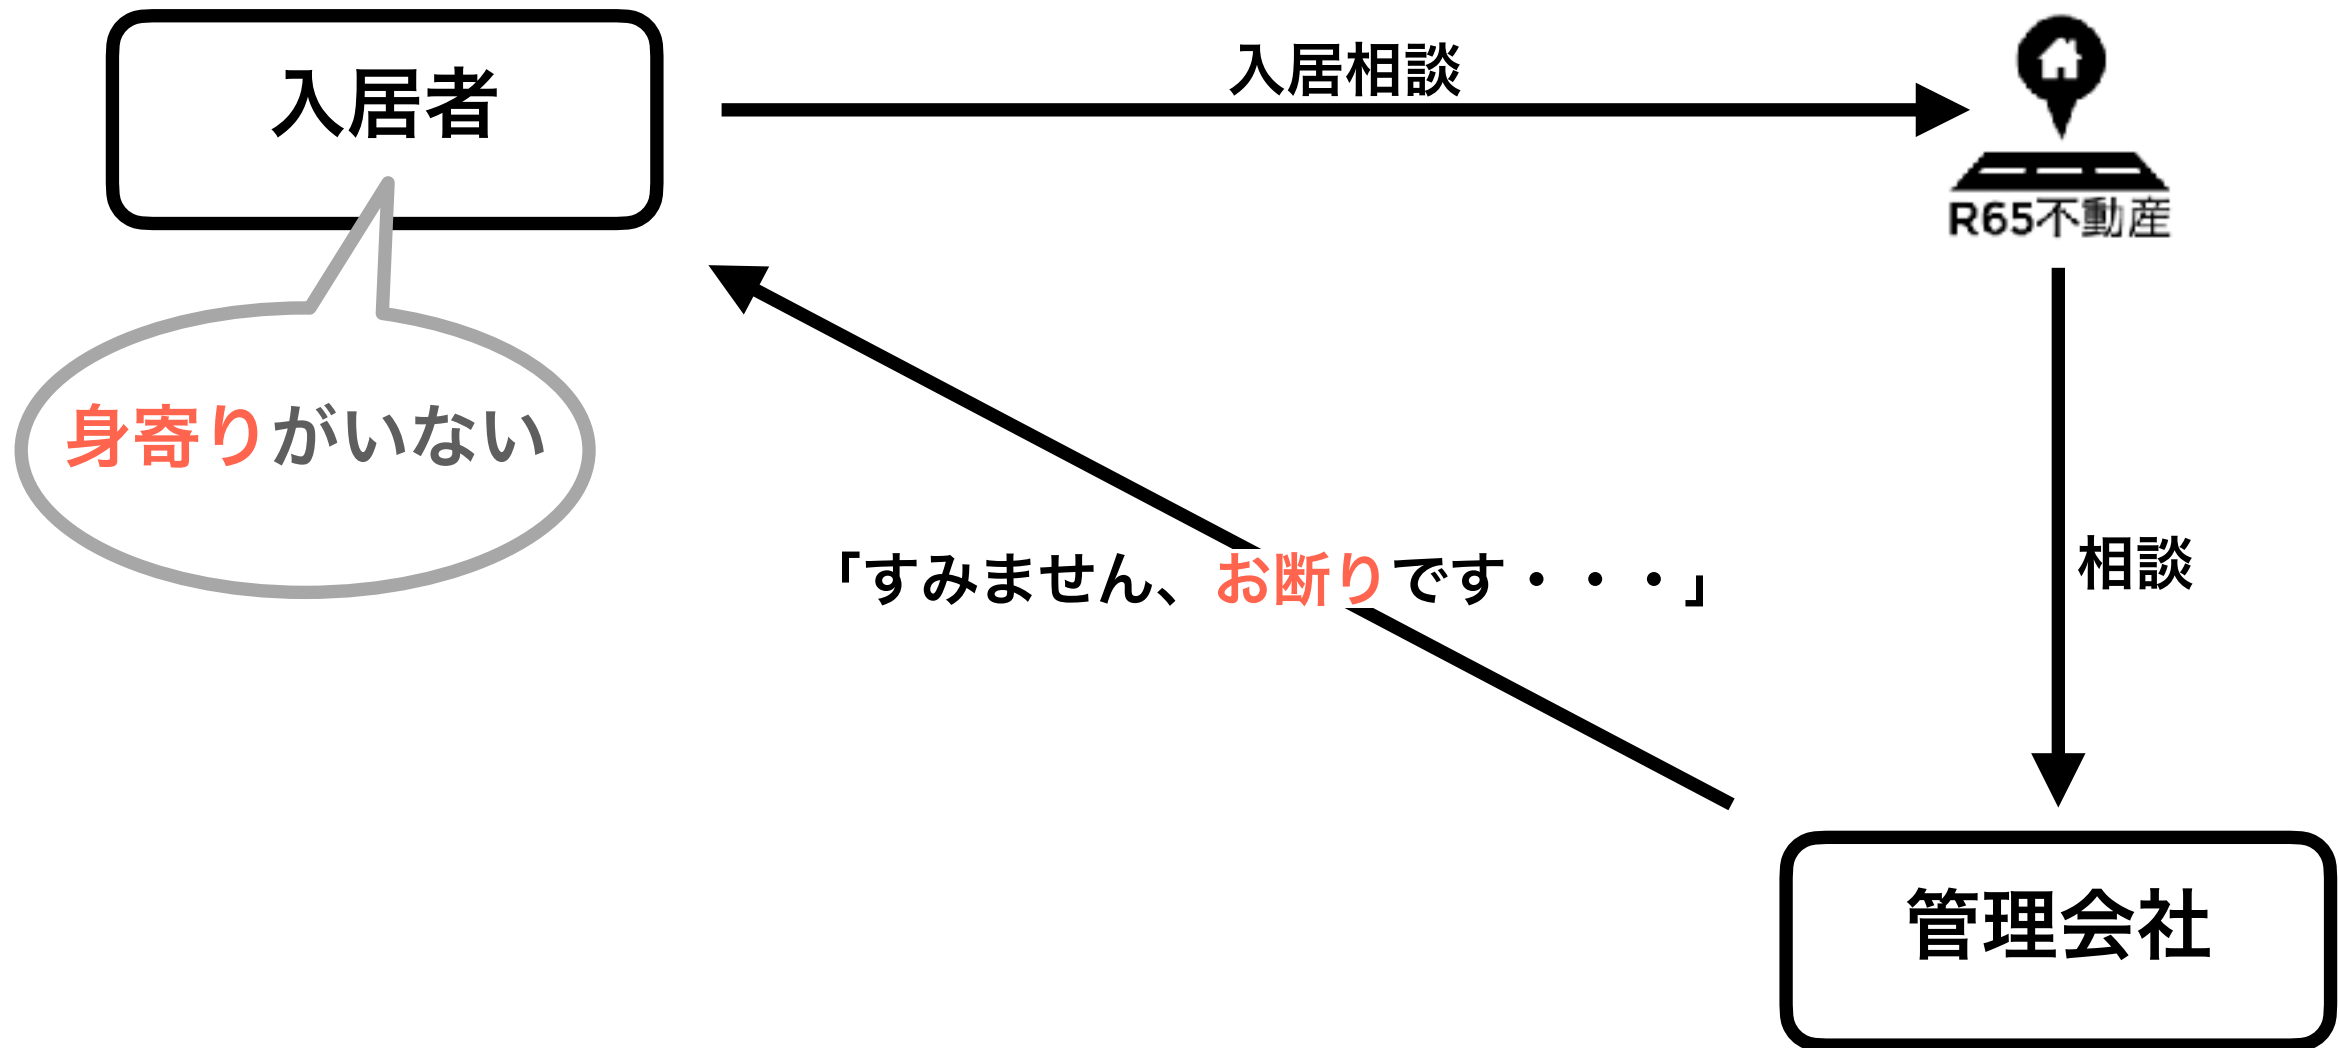 入居者
入居相談
R65不動産
身寄りがいない
「すみません、お断りです・・・」
相談
管理会社